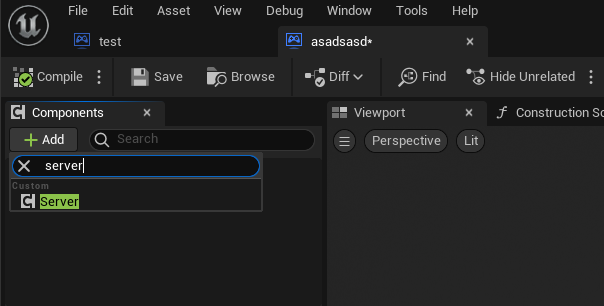 File Edit Asset View Debug Window Tools Help
test asadsasd*
Compile Save Browse Diff Find Hide Unrelated
Components Viewport Construction Sc
Add Search Perspective Lit
server
Custom
Server